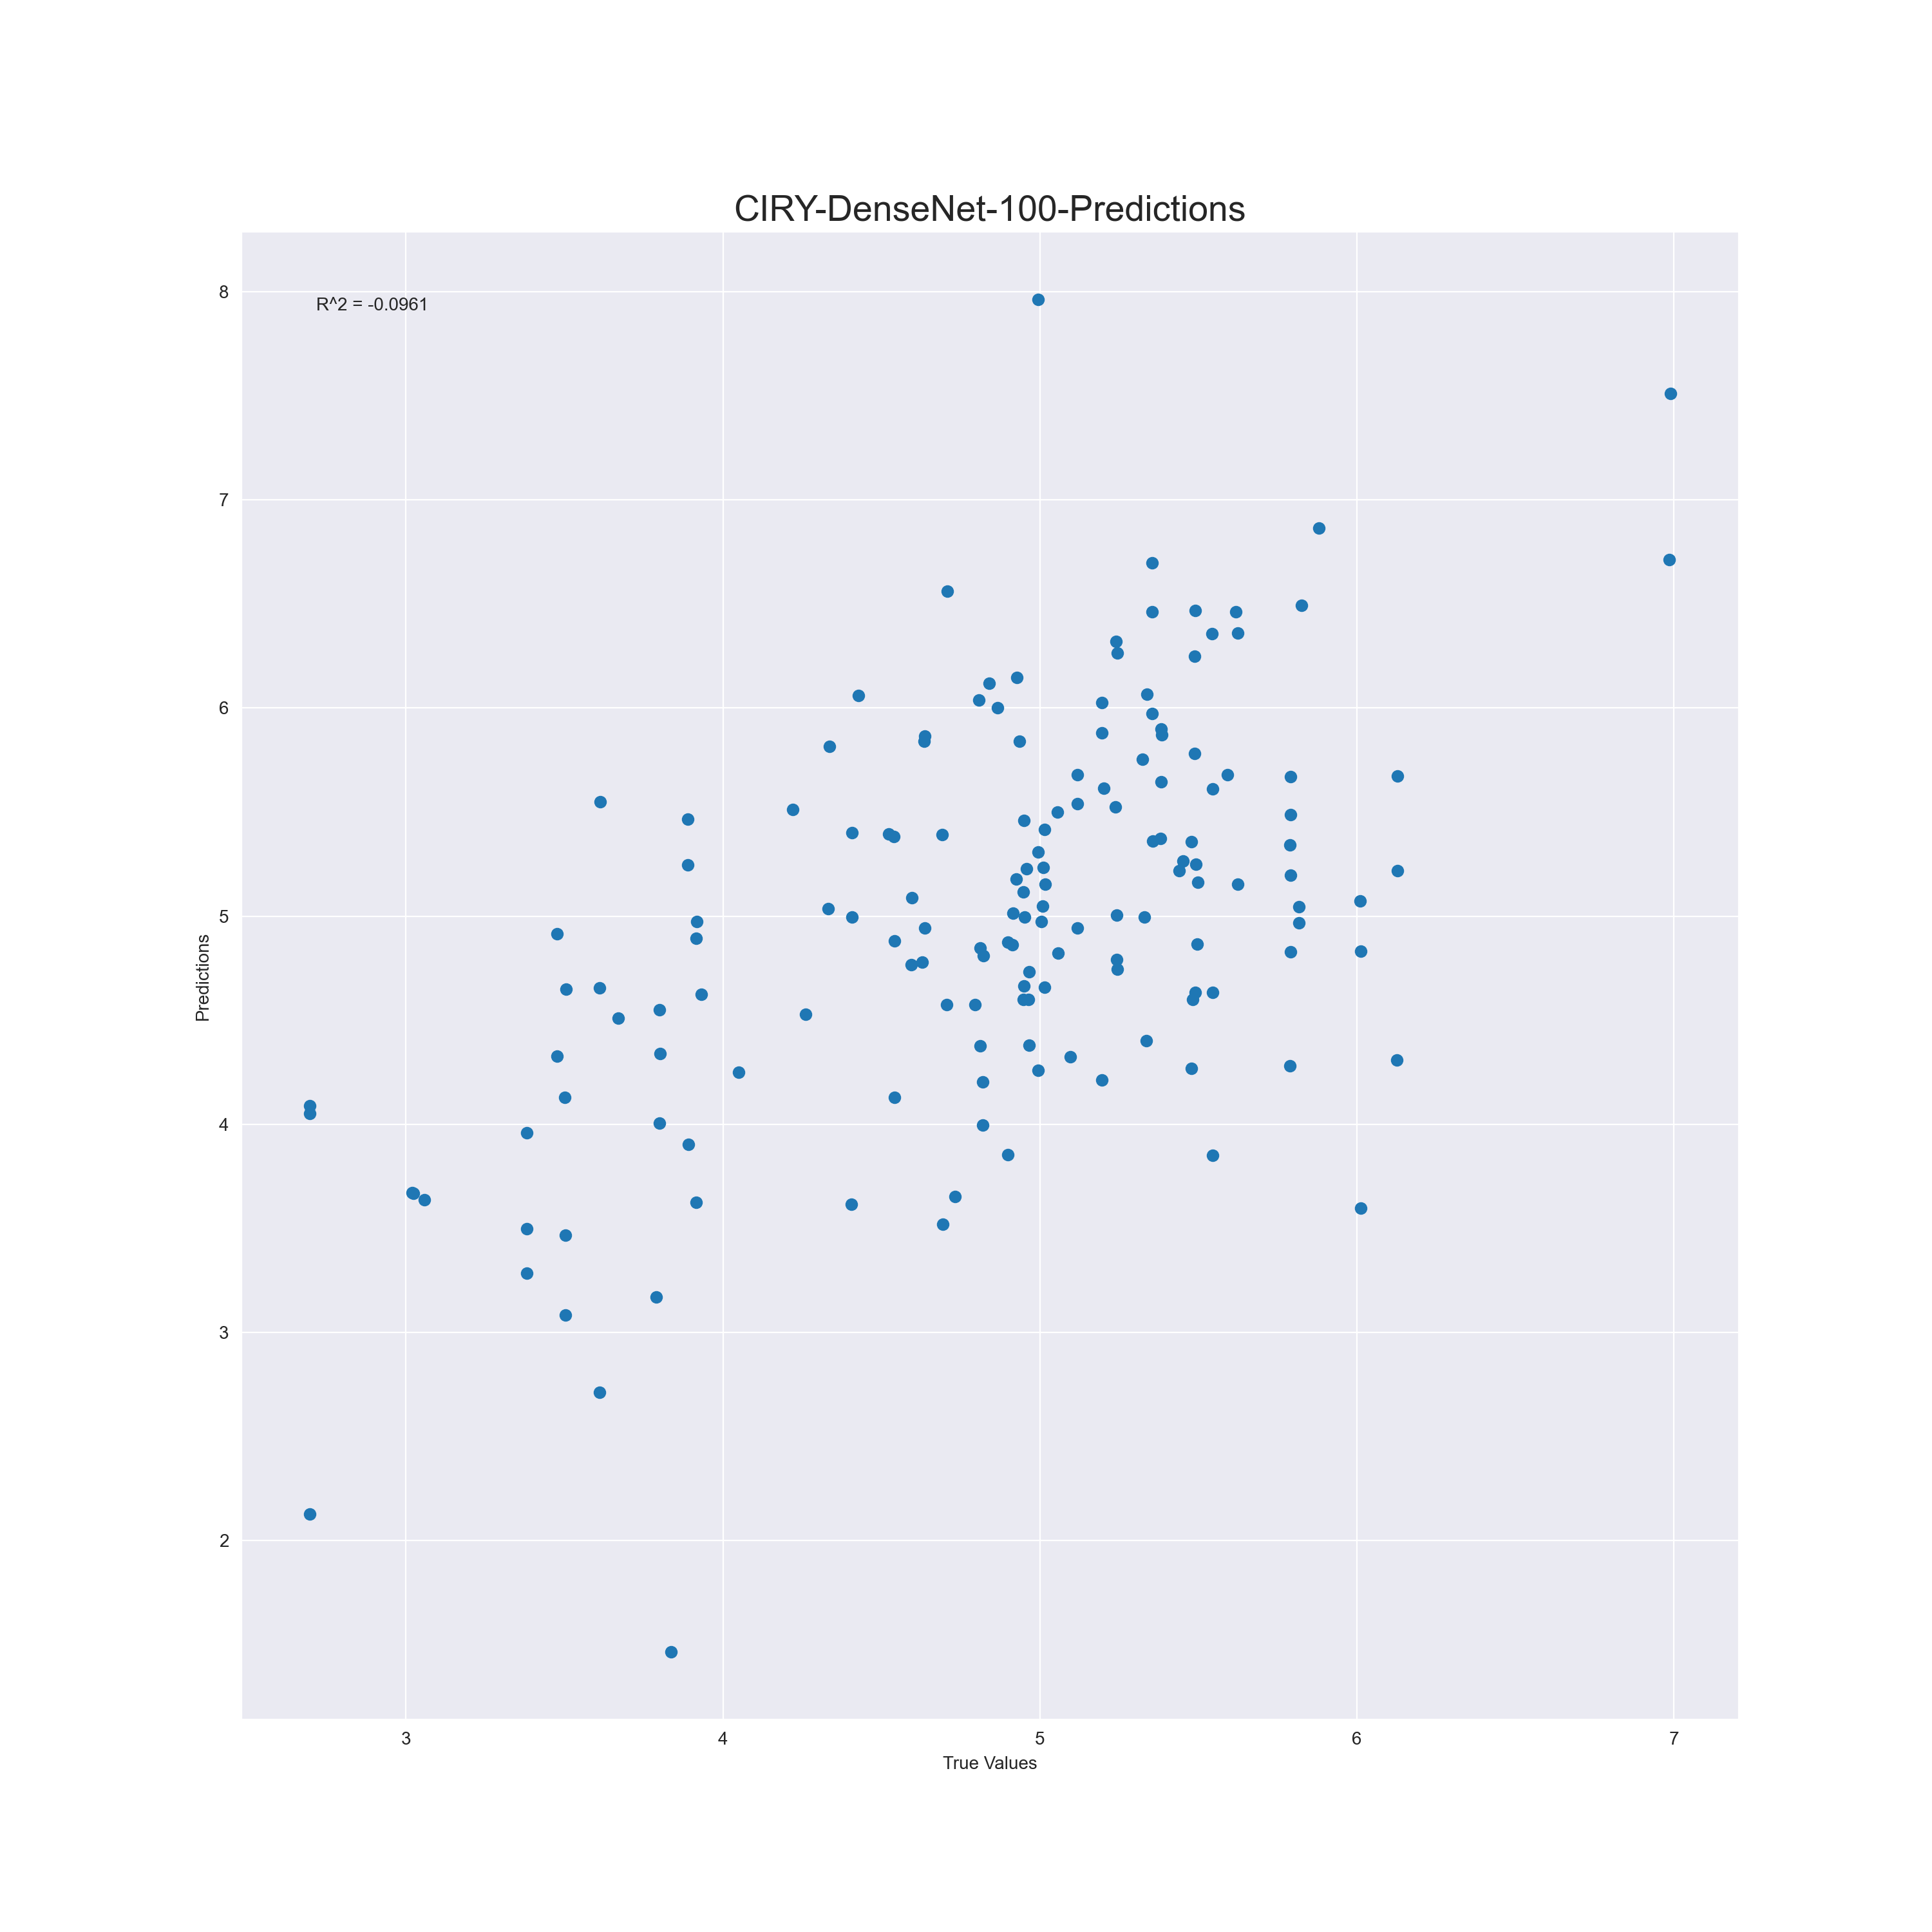 CIRY-DenseNet-100-Predictions
R^2 = -0.0961
8
7
6
5
4
3
2
Predictions
3 4 5 6 7
True Values